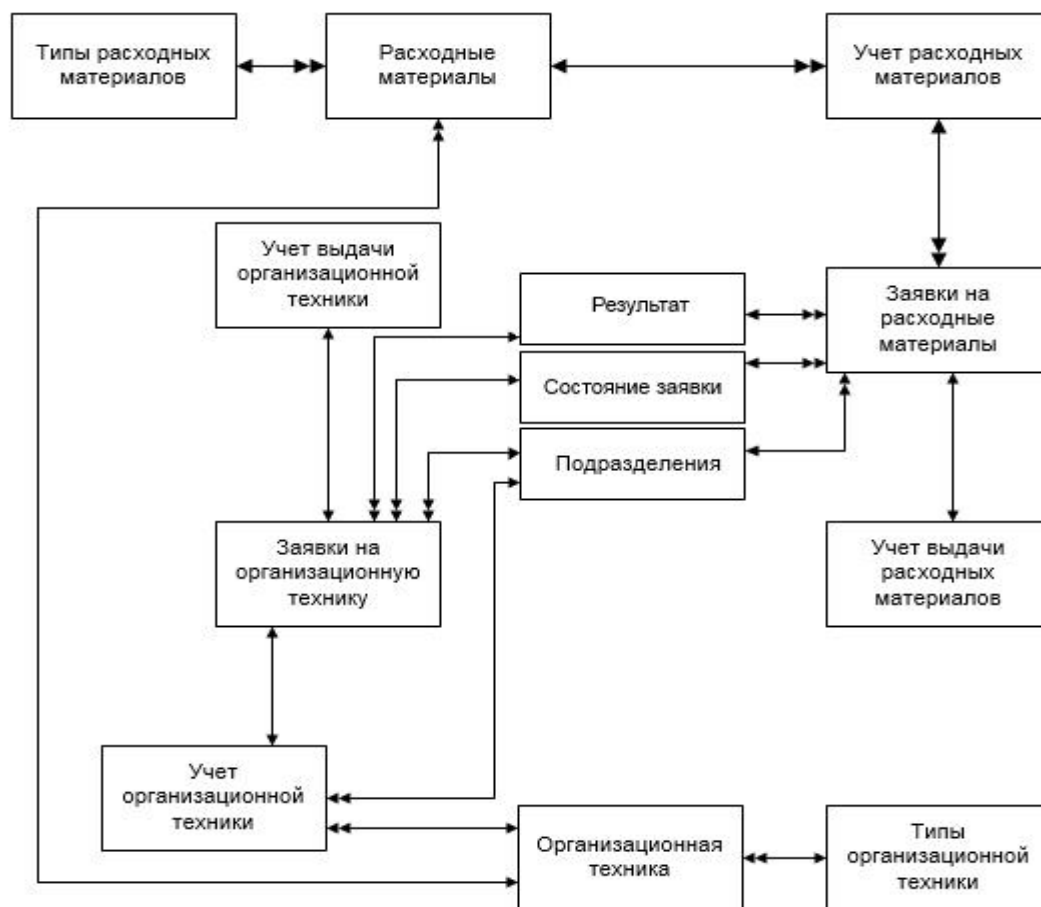 Типы расходных
материалов
Расходные
материалы
Учет расходных
материалов
Учет выдачи
организационной
техники
Результат
Заявки на
расходные
материалы
Состояние заявки
Подразделения
Заявки на
организационную
технику
Учет выдачи
расходных
материалов
Учет
организационной
техники
Организационная
техника
Типы
организационной
техники